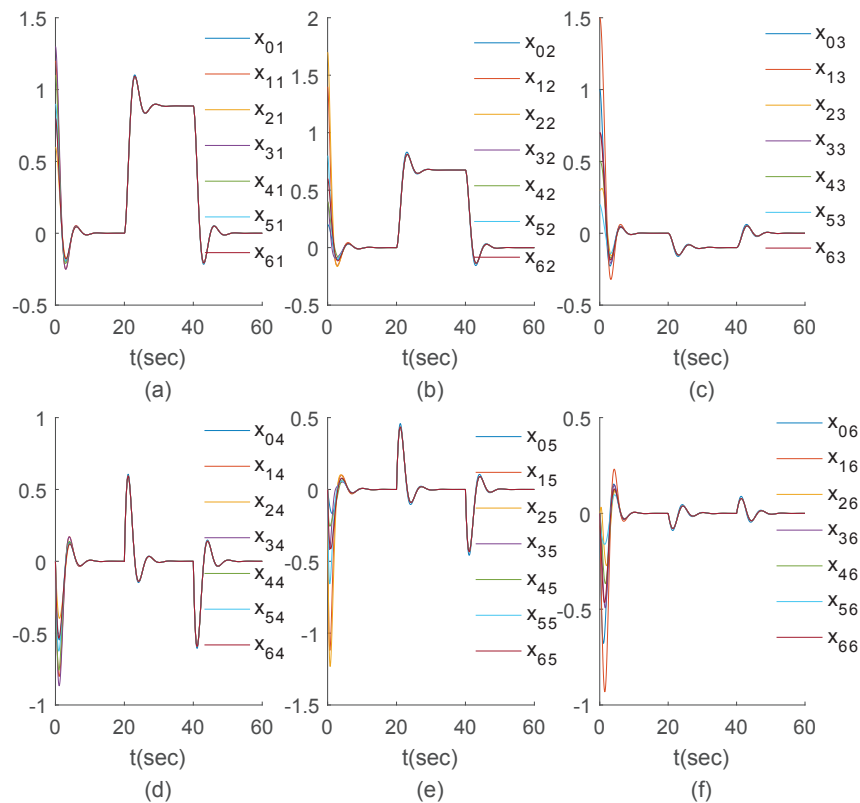 1.5
1
0.5
0
-0.5
0 20 40 60
t(sec)
(a)
x01
x11
x21
x31
x41
x51
x61
2
1.5
1
0.5
0
-0.5
0 20 40 60
t(sec)
(b)
x02
x12
x22
x32
x42
x52
x62
1.5
1
0.5
0
-0.5
0 20 40 60
t(sec)
(c)
x03
x13
x23
x33
x43
x53
x63
1
0.5
0
-0.5
-1
0 20 40 60
t(sec)
(d)
x04
x14
x24
x34
x44
x54
x64
0.5
0
-0.5
-1
-1.5
0 20 40 60
t(sec)
(e)
x05
x15
x25
x35
x45
x55
x65
0.5
0
-0.5
-1
0 20 40 60
t(sec)
(f)
x06
x16
x26
x36
x46
x56
x66